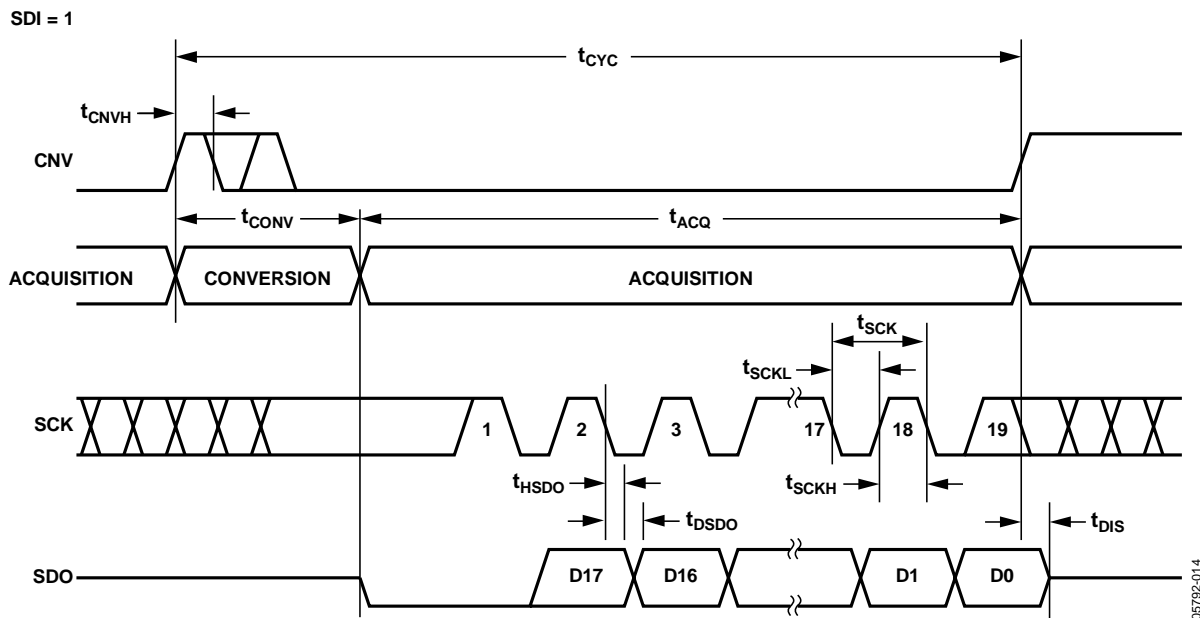 SDI = 1
tCYC
tCNVH
CNV
tCONV
tACQ
ACQUISITION
CONVERSION
ACQUISITION
tSCK
tSCKL
SCK
1
2
3
17
18
19
tHSDO
tSCKH
tDSDO
tDIS
SDO
D17
D16
D1
D0
05792-014